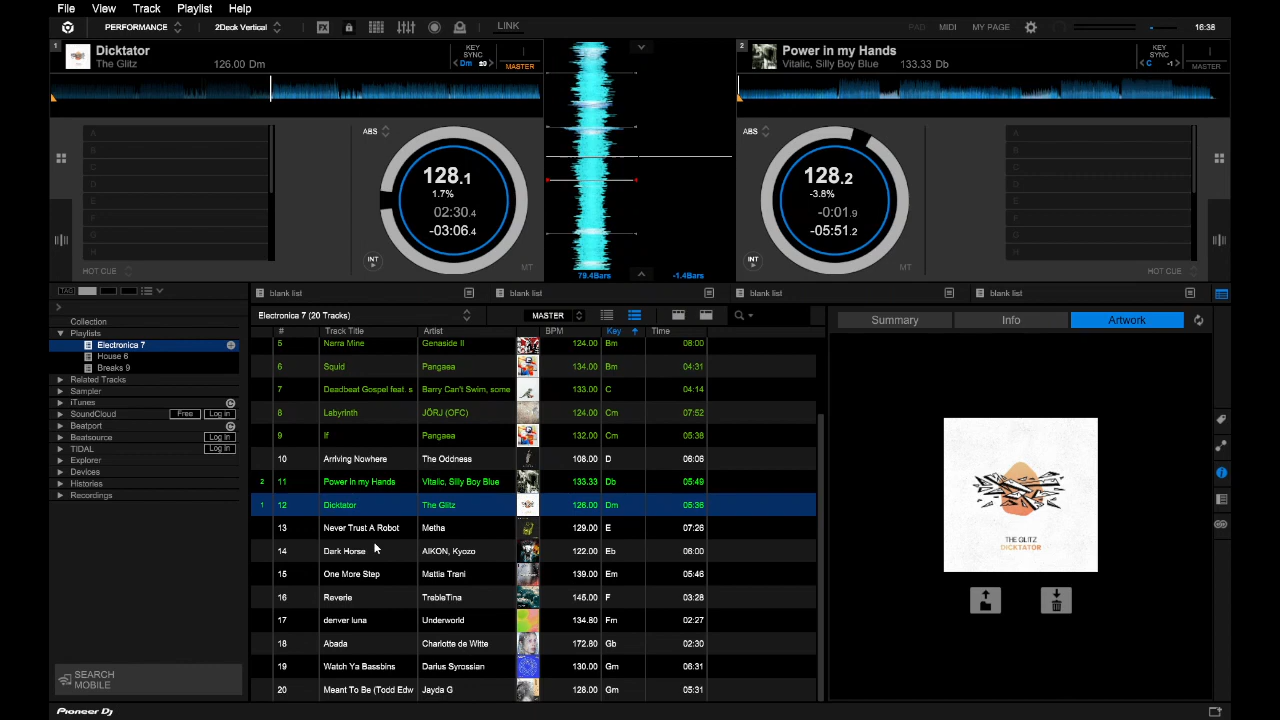 File View Track Playlist Help
PERFORMANCE 2Deck Vertical FX LINK PAD MIDI MY PAGE 16:38
1 Dicktator
The Glitz 126.00 Dm
KEY SYNC
Dm ±0 MASTER
2 Power in my Hands
Vitalic, Silly Boy Blue 133.33 Db
KEY SYNC
C -1 MASTER
A
B
C
D
E
F
G
H
HOT CUE
ABS
128.1
1.7%
02:30.4
-03:06.4
INT
MT
79.4Bars -1.4Bars
ABS
128.2
-3.8%
-0:01.9
-05:51.2
INT
MT
A
B
C
D
E
F
G
H
HOT CUE
TAG
blank list blank list blank list blank list
Collection
Playlists
Electronica 7
House 6
Breaks 9
Related Tracks
Sampler
iTunes
SoundCloud Free Log in
Beatport
Beatsource Log in
TIDAL Log in
Explorer
Devices
Histories
Recordings
SEARCH
MOBILE
Electronica 7 (20 Tracks) MASTER
# Track Title Artist BPM Key Time
5 Narra Mine Genaside II 124.00 Bm 08:00
6 Squid Pangaea 134.00 Bm 04:31
7 Deadbeat Gospel feat. s Barry Can't Swim, some 133.00 C 04:14
8 Labyrinth JÖRJ (OFC) 124.00 Cm 07:52
9 If Pangaea 132.00 Cm 05:38
10 Arriving Nowhere The Oddness 108.00 D 06:06
2 11 Power in my Hands Vitalic, Silly Boy Blue 133.33 Db 05:49
1 12 Dicktator The Glitz 126.00 Dm 05:36
13 Never Trust A Robot Metha 129.00 E 07:26
14 Dark Horse AIKON, Kyozo 122.00 Eb 06:00
15 One More Step Mattia Trani 139.00 Em 05:46
16 Reverie TrebleTina 145.00 F 03:28
17 denver luna Underworld 134.80 Fm 02:27
18 Abada Charlotte de Witte 172.80 Gb 02:30
19 Watch Ya Bassbins Darius Syrossian 130.00 Gm 06:31
20 Meant To Be (Todd Edw Jayda G 128.00 Gm 05:31
Summary Info Artwork
THE GLITZ
DICKTATOR
Pioneer Dj